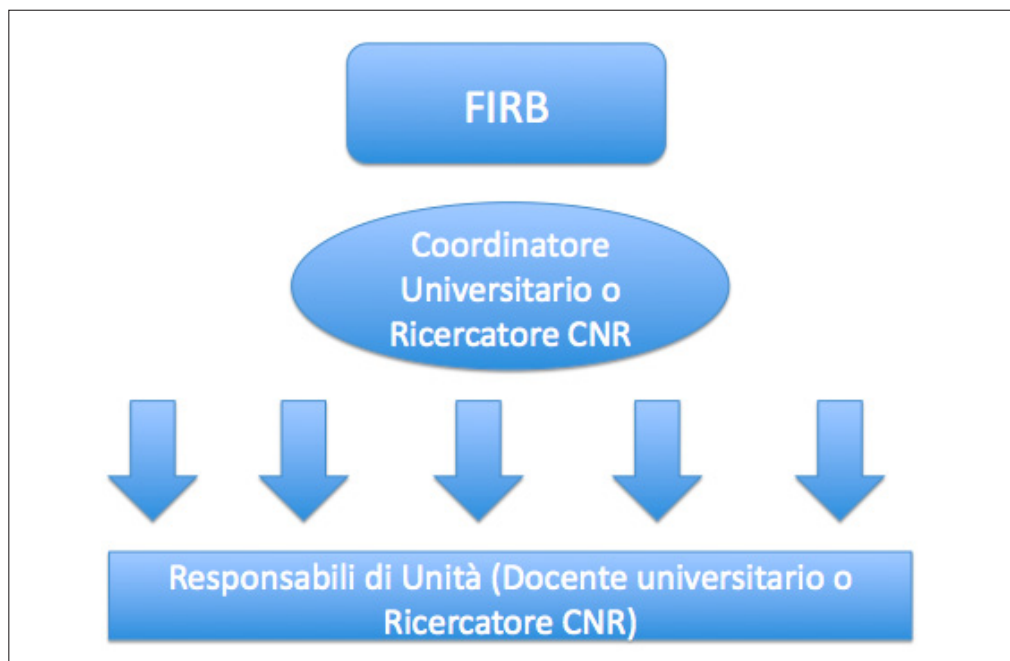 FIRB
Coordinatore
Universitario o
Ricercatore CNR
Responsabili di Unità (Docente universitario o
Ricercatore CNR)